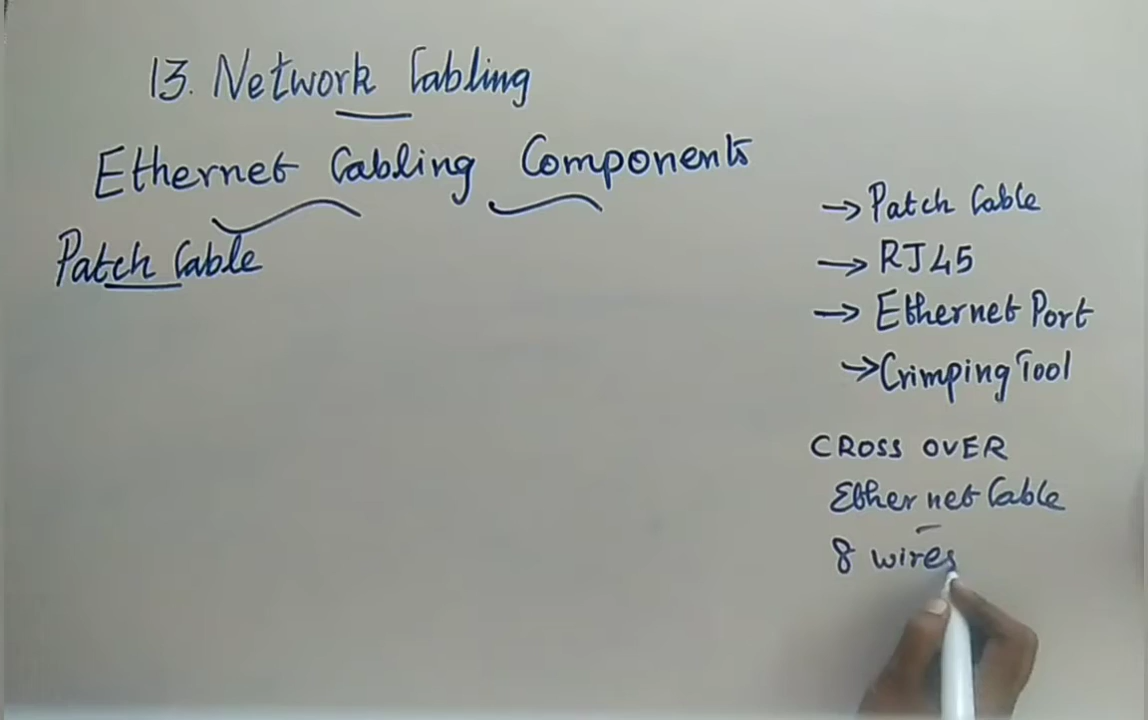 13. Network Cabling
Ethernet Cabling Components
Patch Cable
→ Patch Cable
→ RJ45
→ Ethernet Port
→ Crimping Tool
CROSS OVER
Ethernet Cable
8 wires